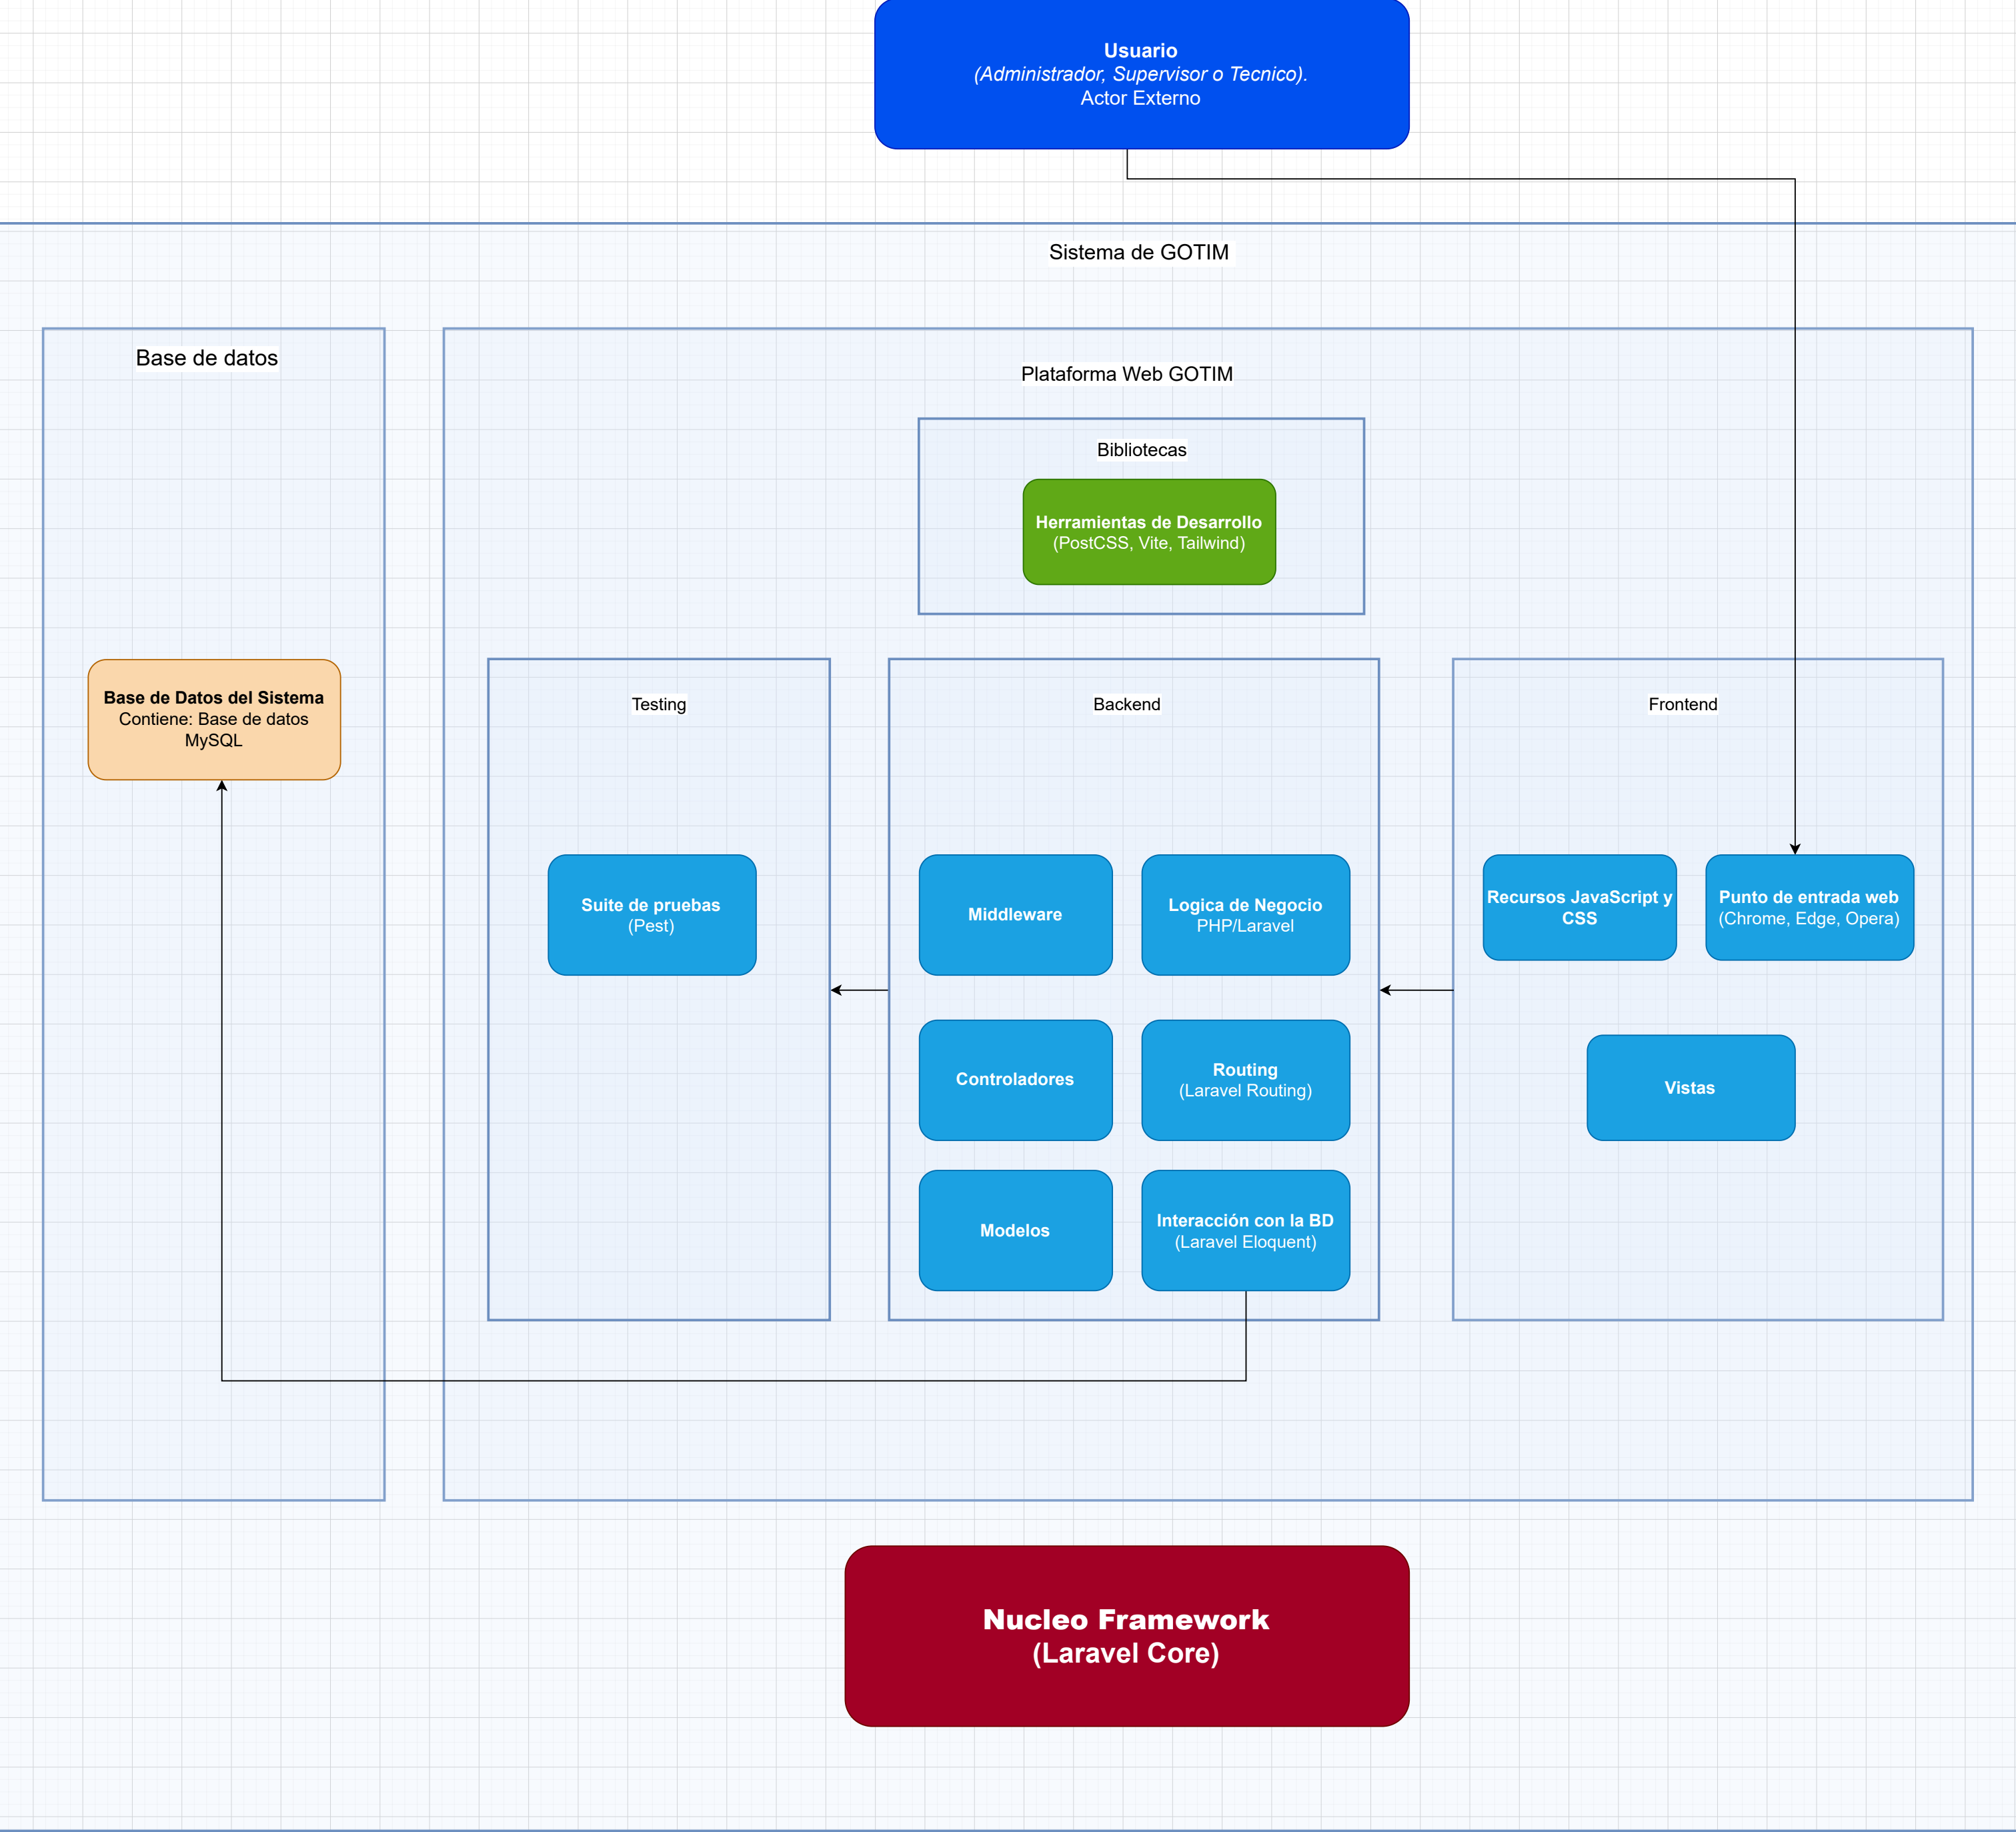 Usuario
(Administrador, Supervisor o Tecnico).
Actor Externo
Sistema de GOTIM
Base de datos
Base de Datos del Sistema
Contiene: Base de datos
MySQL
Plataforma Web GOTIM
Bibliotecas
Herramientas de Desarrollo
(PostCSS, Vite, Tailwind)
Testing
Suite de pruebas
(Pest)
Backend
Middleware
Logica de Negocio
PHP/Laravel
Controladores
Routing
(Laravel Routing)
Modelos
Interacción con la BD
(Laravel Eloquent)
Frontend
Recursos JavaScript y
CSS
Punto de entrada web
(Chrome, Edge, Opera)
Vistas
Nucleo Framework
(Laravel Core)